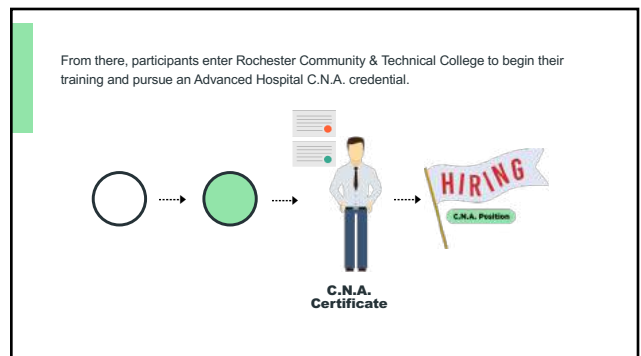 From there, participants enter Rochester Community & Technical College to begin their
training and pursue an Advanced Hospital C.N.A. credential.
HIRING
C.N.A. Position
C.N.A.
Certificate